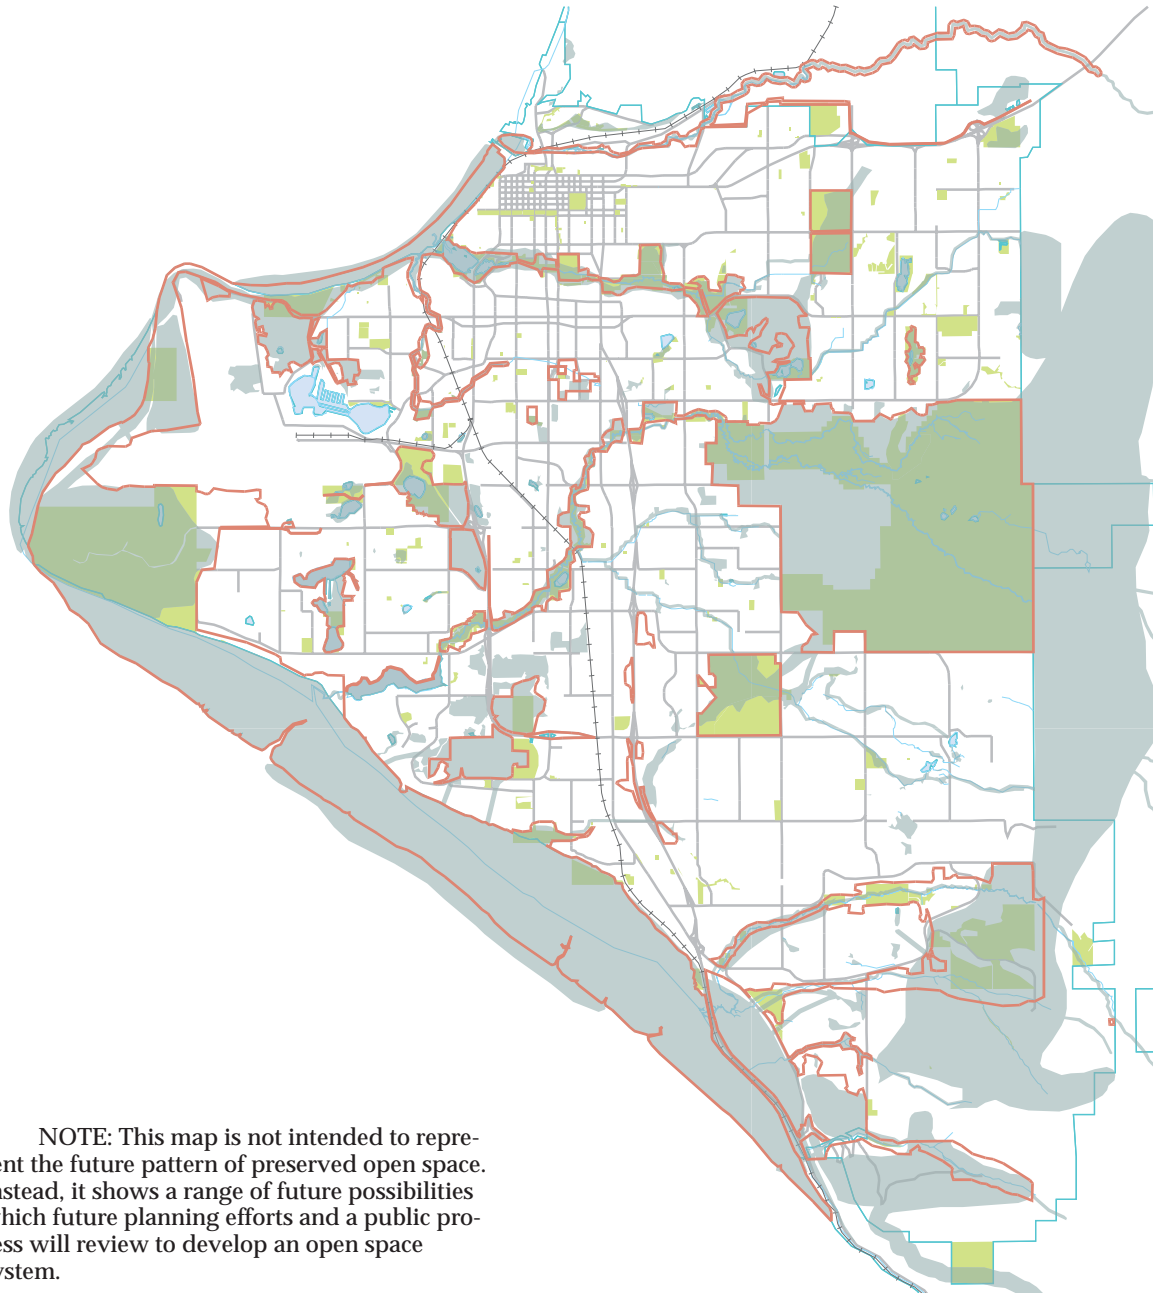 NOTE: This map is not intended to repre-
ent the future pattern of preserved open space.
nstead, it shows a range of future possibilities
hich future planning efforts and a public pro-
ess will review to develop an open space
ystem.